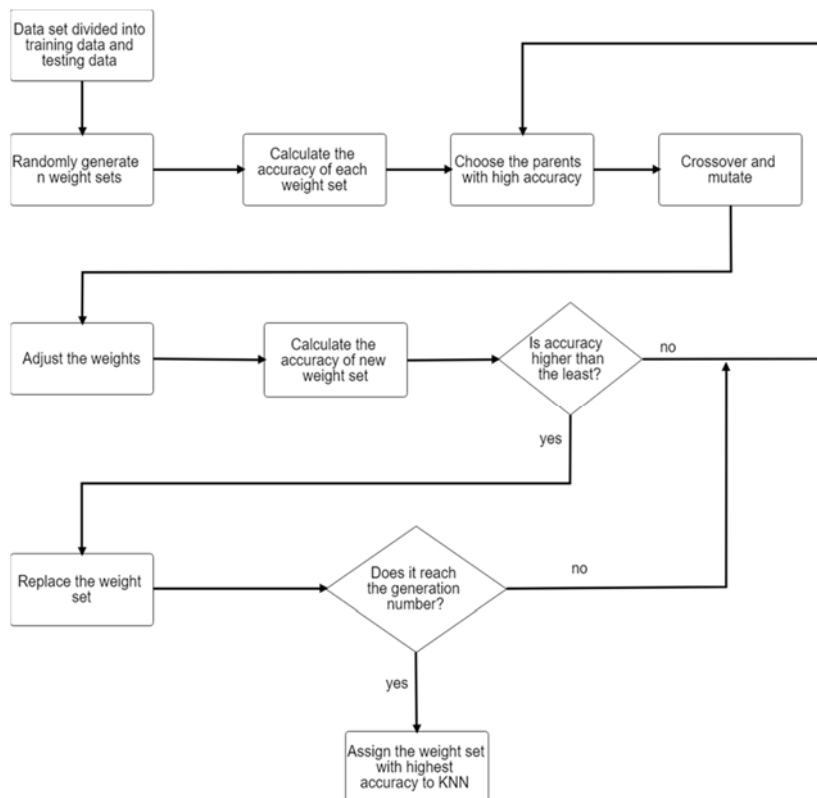 Data set divided into
training data and
testing data
Randomly generate
n weight sets
Calculate the
accuracy of each
weight set
Choose the parents
with high accuracy
Crossover and
mutate
Adjust the weights
Calculate the
accuracy of new
weight set
Is accuracy
higher than
the least?
no
yes
Replace the weight
set
Does it reach
the generation
number?
no
yes
Assign the weight set
with highest
accuracy to KNN